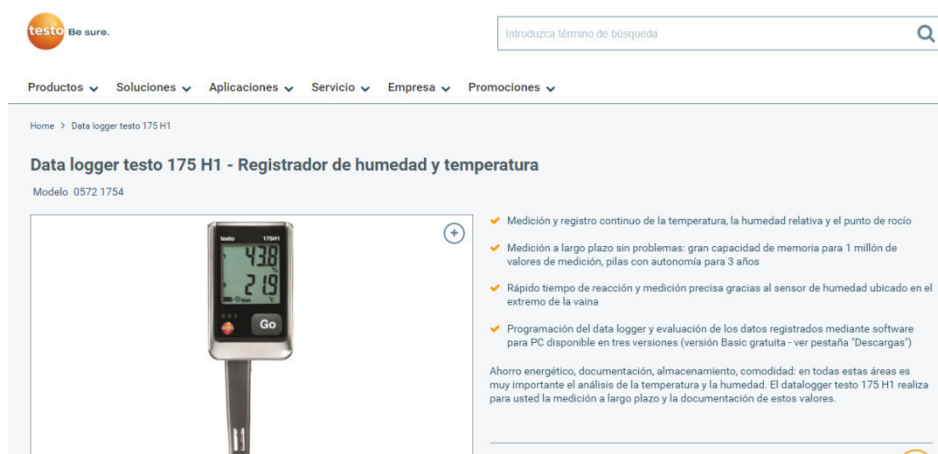 testo Be sure.
Introduzca término de búsqueda
Productos Soluciones Aplicaciones Servicio Empresa Promociones
Home > Data logger testo 175 H1
Data logger testo 175 H1 - Registrador de humedad y temperatura
Modelo 0572 1754
testo 175H1
43.8
%
21.9
°C
Go
Medición y registro continuo de la temperatura, la humedad relativa y el punto de rocío
Medición a largo plazo sin problemas: gran capacidad de memoria para 1 millón de
valores de medición, pilas con autonomía para 3 años
Rápido tiempo de reacción y medición precisa gracias al sensor de humedad ubicado en el
extremo de la vaina
Programación del data logger y evaluación de los datos registrados mediante software
para PC disponible en tres versiones (versión Basic gratuita - ver pestaña "Descargas")
Ahorro energético, documentación, almacenamiento, comodidad: en todas estas áreas es
muy importante el análisis de la temperatura y la humedad. El datalogger testo 175 H1 realiza
para usted la medición a largo plazo y la documentación de estos valores.